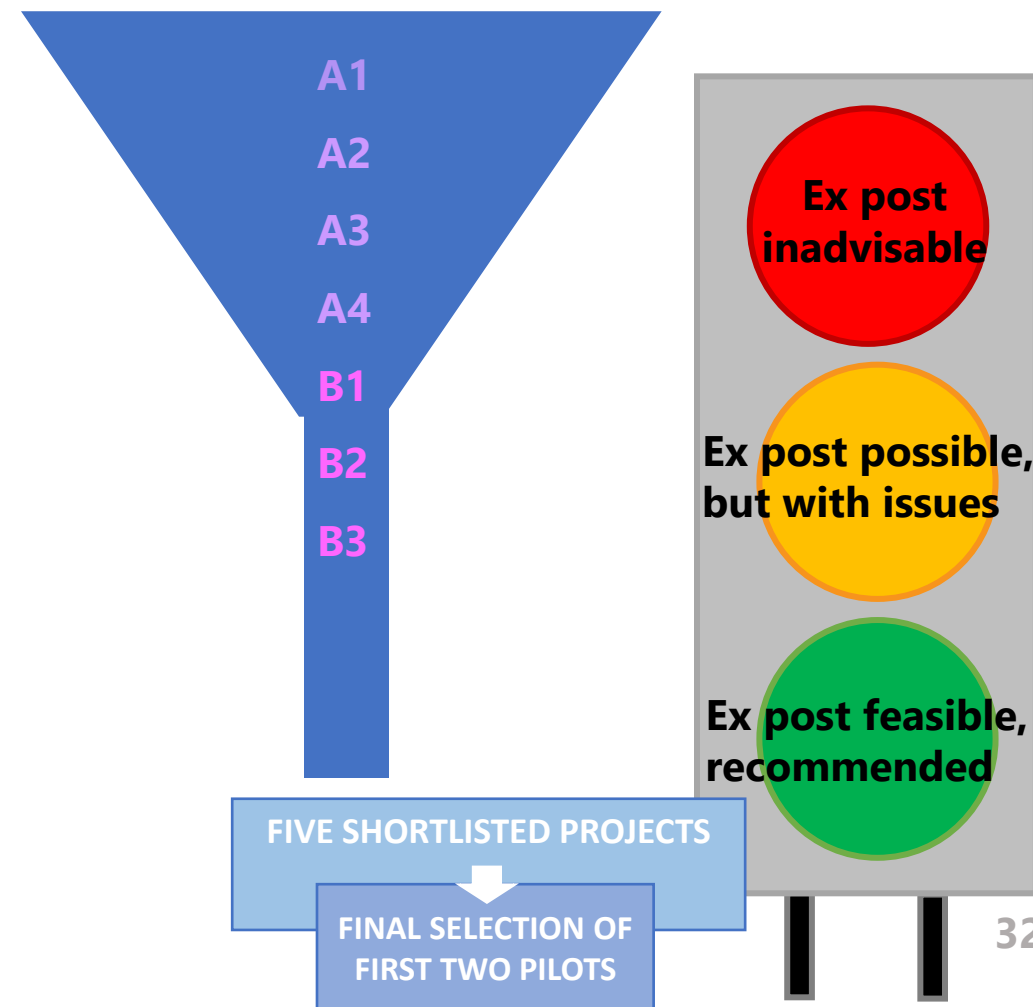 A1
A2
A3
A4
B1
B2
B3
FIVE SHORTLISTED PROJECTS
FINAL SELECTION OF
FIRST TWO PILOTS
Ex post
inadvisable
Ex post possible,
but with issues
Ex post feasible,
recommended
32